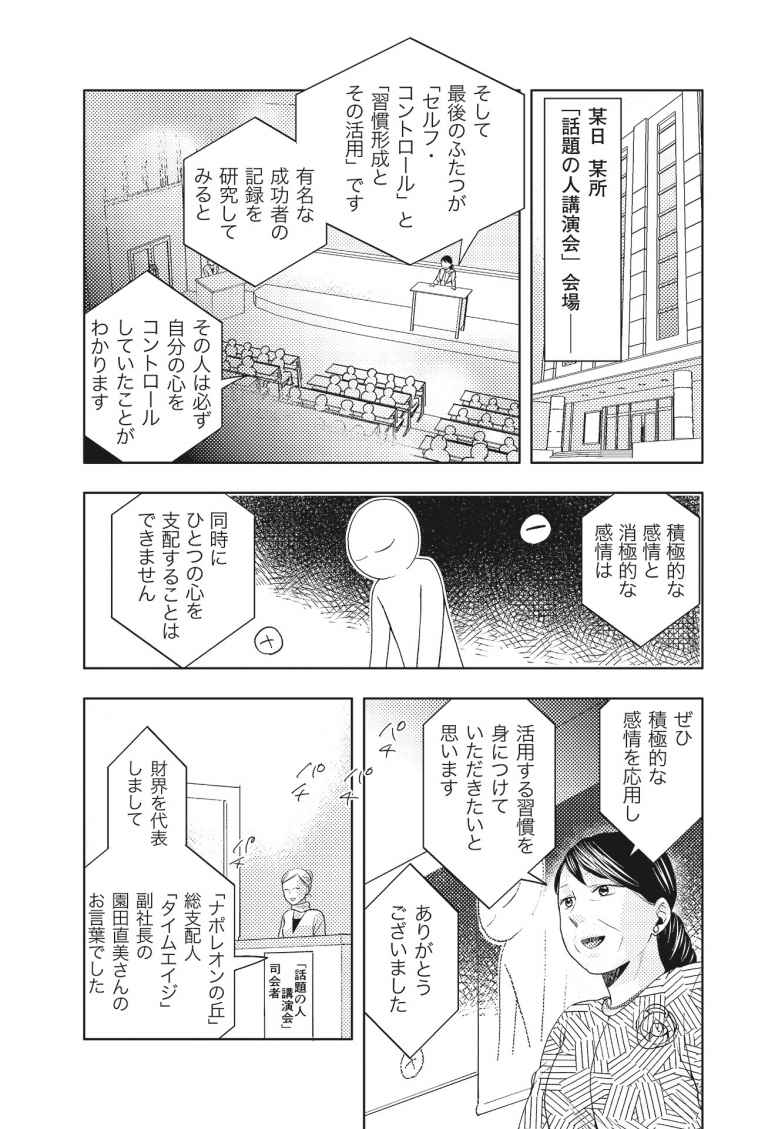 某日 某所
「話題の人講演会」会場――
そして
最後のふたつが
「セルフ・
コントロール」と
「習慣形成と
その活用」です
有名な
成功者の
記録を
研究して
みると
その人は必ず
自分の心を
コントロール
していたことが
わかります
積極的な
感情と
消極的な
感情は
−
+
同時に
ひとつの心を
支配することは
できません
ぜひ
積極的な
感情を応用し
活用する習慣を
身につけて
いただきたいと
思います
ありがとう
ございました
+
パチ
パチ
パチ
パチ
財界を代表
しまして
「ナポレオンの丘」
総支配人
「タイムエイジ」
副社長の
園田直美さんの
お言葉でした
「話題の人
講演会」
司会者